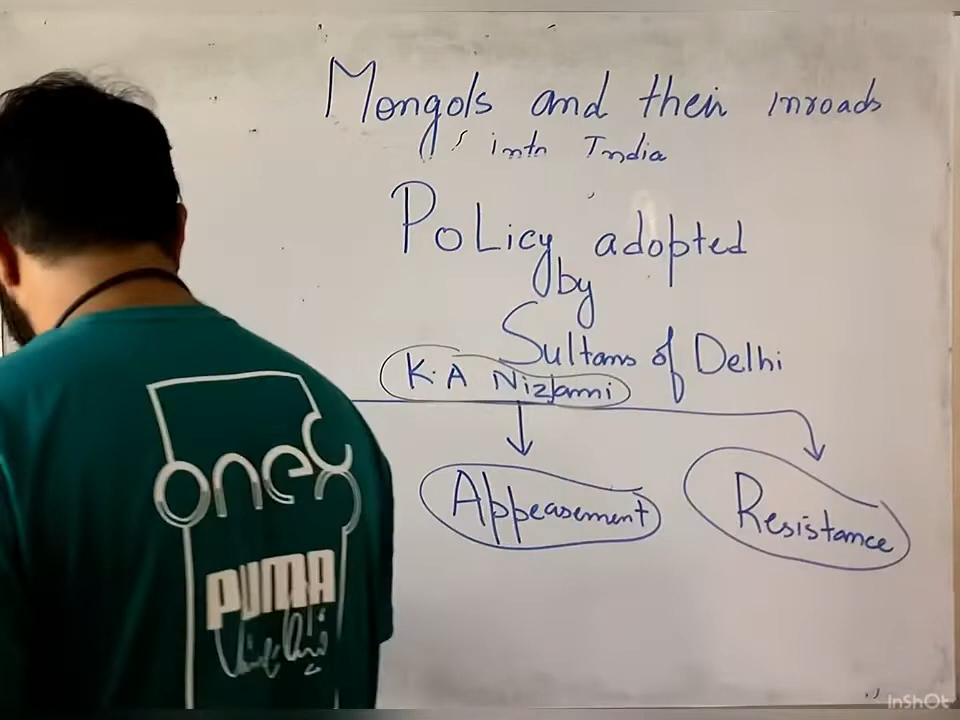 Mongols and their inroads
into India
Policy adopted
by
Sultans of Delhi
K.A Nizami
Appeasement
Resistance
one8
PUMA
InShOt